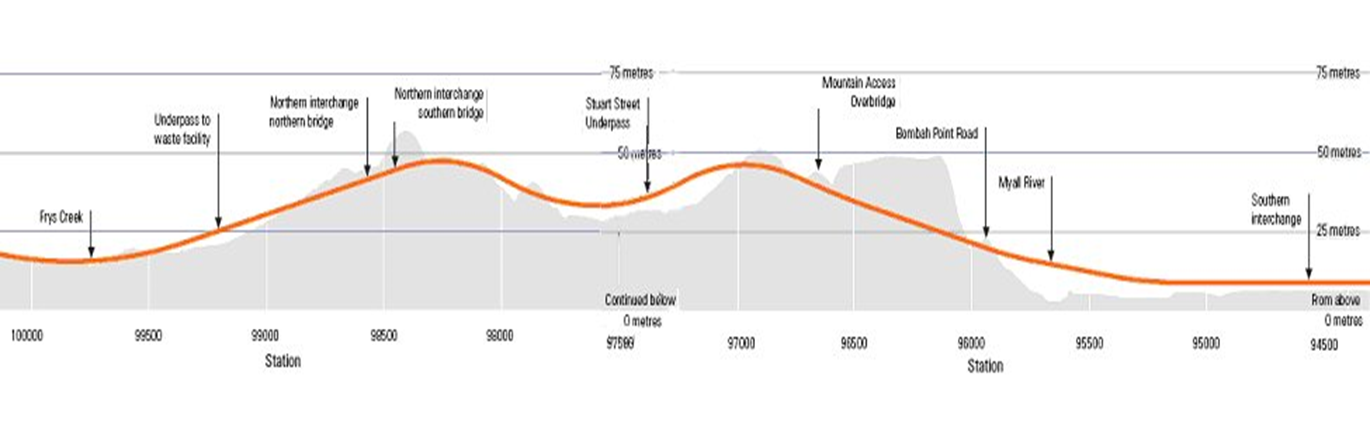 75 metres
75 metres
Mountain Access
Overbridge
Northern interchange
southern bridge
Northern interchange
northern bridge
Stuart Street
Underpass
Underpass to
waste facility
Bombah Point Road
50 metres
50 metres
Myall River
Southern
interchange
Frys Creek
25 metres
Continued below
0 metres
From above
0 metres
100000
99500
99000
98500
98000
97500
97000
96500
96000
95500
95000
94500
Station
Station